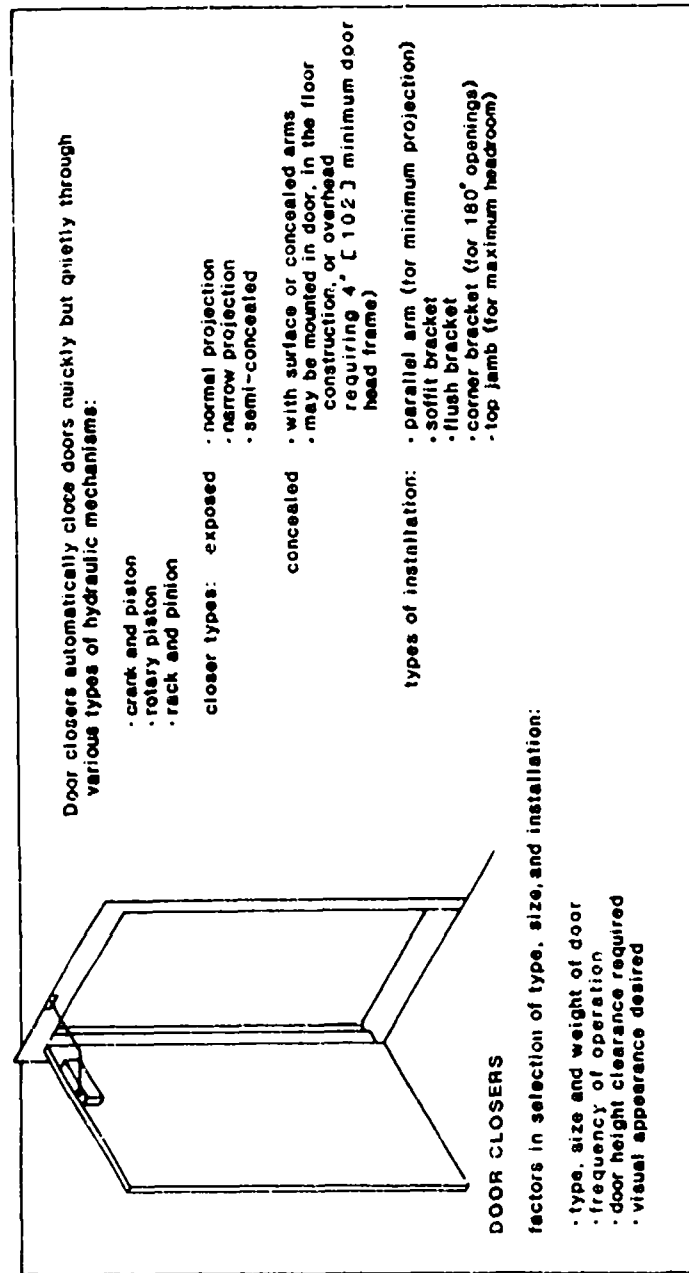 Door closers automatically close doors quickly but quietly through
various types of hydraulic mechanisms:
· crank and piston
· rotary piston
· rack and pinion
closer types: exposed · normal projection
· narrow projection
· semi-concealed
concealed · with surface or concealed arms
· may be mounted in door, in the floor
construction, or overhead
requiring 4" [ 102 ] minimum door
head frame)
types of installation: · parallel arm (for minimum projection)
· soffit bracket
· flush bracket
· corner bracket (for 180° openings)
· top jamb (for maximum headroom)
DOOR CLOSERS
factors in selection of type, size, and installation:
· type, size and weight of door
· frequency of operation
· door height clearance required
· visual appearance desired